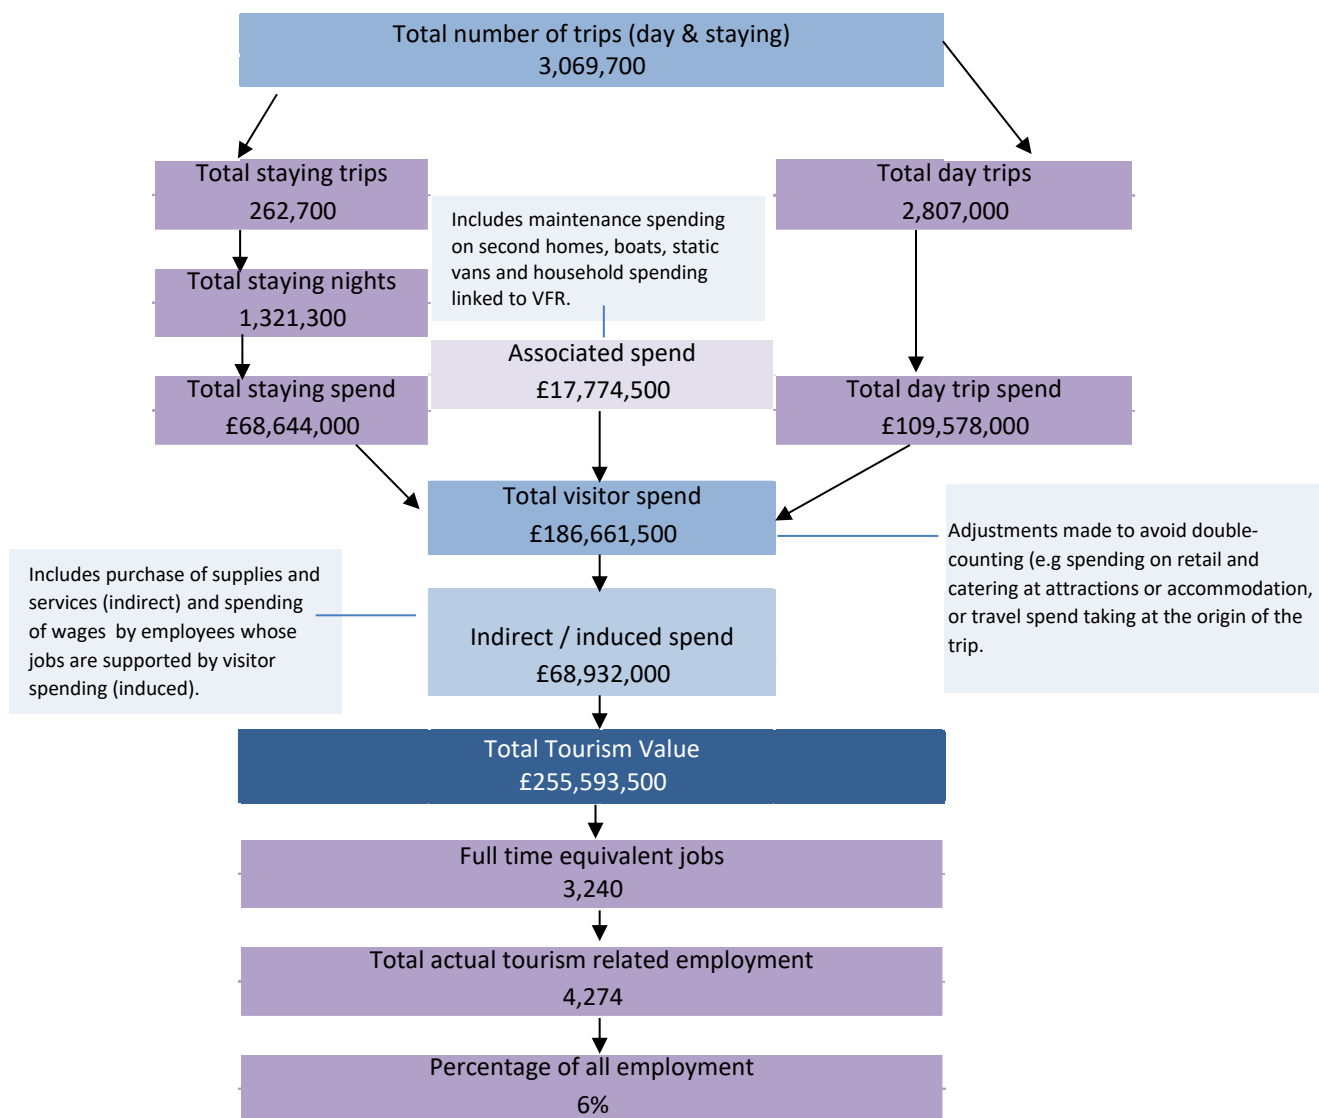 Total number of trips (day & staying)
3,069,700
Total staying trips
262,700
Total day trips
2,807,000
Includes maintenance spending
on second homes, boats, static
vans and household spending
linked to VFR.
Total staying nights
1,321,300
Associated spend
£17,774,500
Total staying spend
£68,644,000
Total day trip spend
£109,578,000
Total visitor spend
£186,661,500
Adjustments made to avoid double-
counting (e.g spending on retail and
catering at attractions or accommodation,
or travel spend taking at the origin of the
trip.
Includes purchase of supplies and
services (indirect) and spending
of wages by employees whose
jobs are supported by visitor
spending (induced).
Indirect / induced spend
£68,932,000
Total Tourism Value
£255,593,500
Full time equivalent jobs
3,240
Total actual tourism related employment
4,274
Percentage of all employment
6%